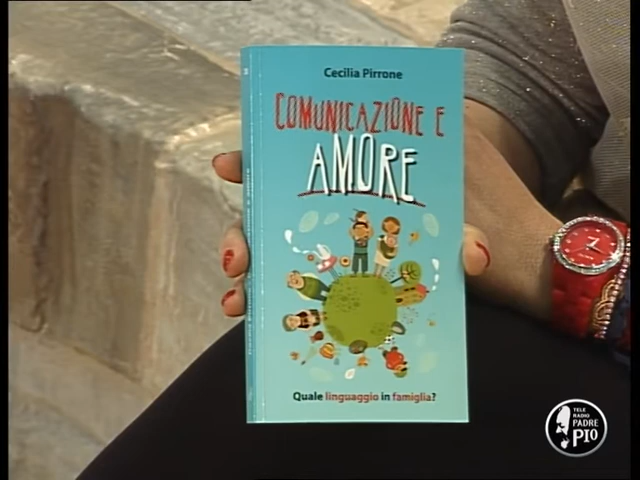 Cecilia Pirrone
COMUNICAZIONE E
AMORE
Quale linguaggio in famiglia?
TELE
RADIO
PADRE
PIO